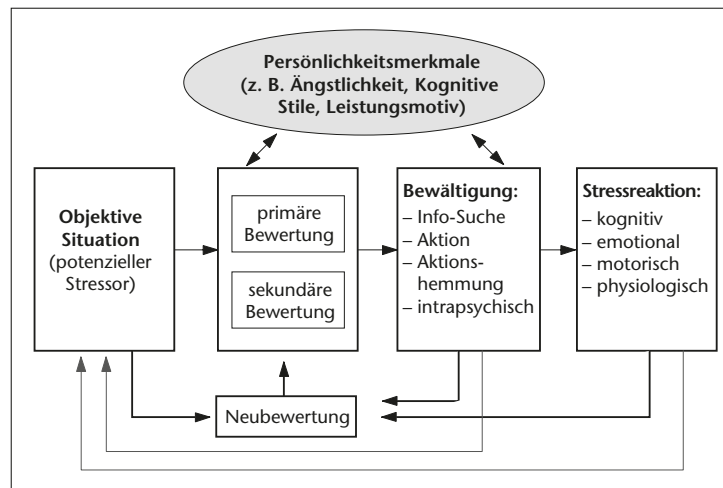 Persönlichkeitsmerkmale
(z. B. Ängstlichkeit, Kognitive
Stile, Leistungsmotiv)
Objektive
Situation
(potenzieller
Stressor)
primäre
Bewertung
sekundäre
Bewertung
Bewältigung:
– Info-Suche
– Aktion
– Aktions-
hemmung
– intrapsychisch
Stressreaktion:
– kognitiv
– emotional
– motorisch
– physiologisch
Neubewertung